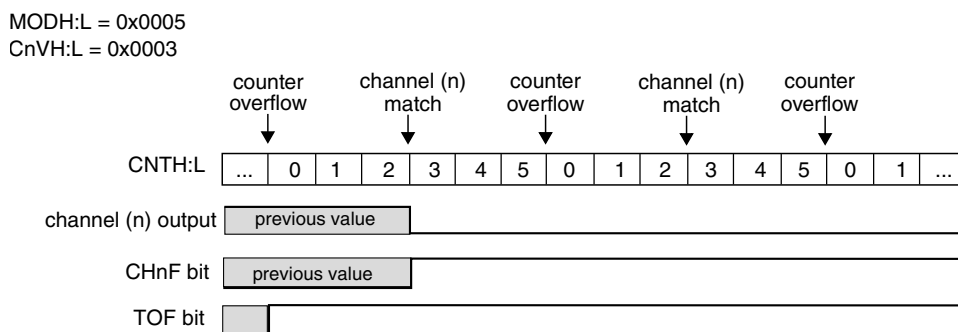 MODH:L = 0x0005
CnVH:L = 0x0003
counter overflow
channel (n) match
counter overflow
channel (n) match
counter overflow
CNTH:L ... 0 1 2 3 4 5 0 1 2 3 4 5 0 1 ...
channel (n) output previous value
CHnF bit previous value
TOF bit